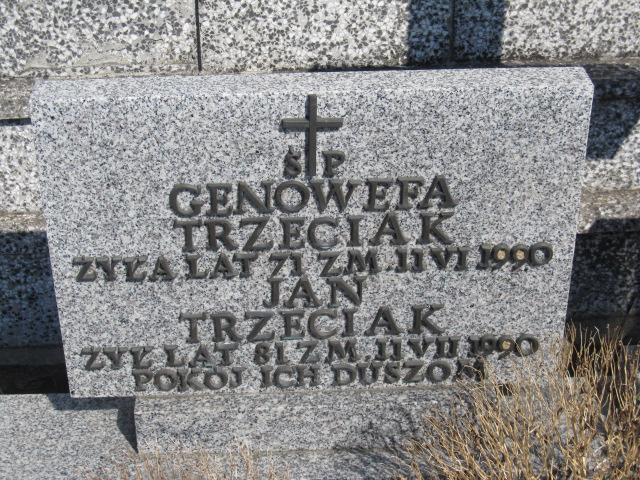 Ś P
GENOWEFA
TRZECIAK
ŻYŁA LAT 71 ZM. 11 VI 1990
JAN
TRZECIAK
ŻYŁ LAT 81 ZM. 11 VII 1990
POKÓJ ICH DUSZOM